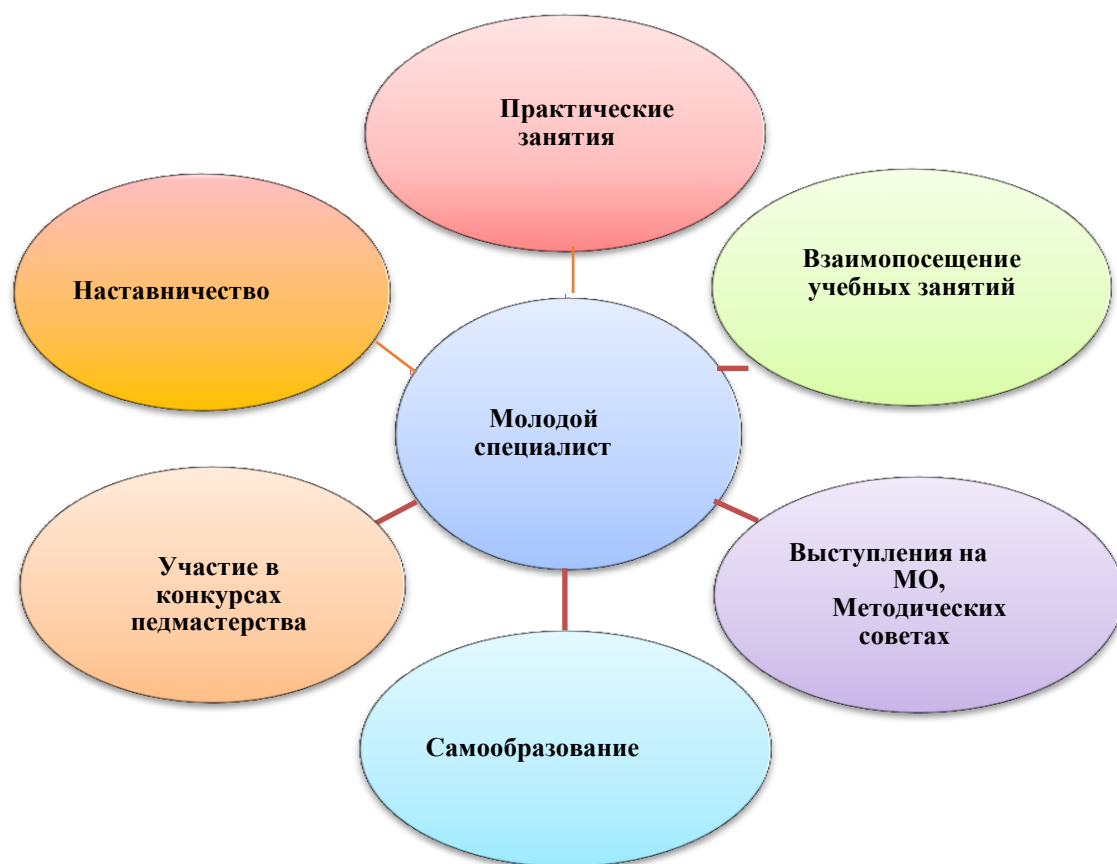 Практические
занятия
Наставничество
Взаимопосещение
учебных занятий
Молодой
специалист
Участие в
конкурсах
педмастерства
Выступления на
МО,
Методических
советах
Самообразование